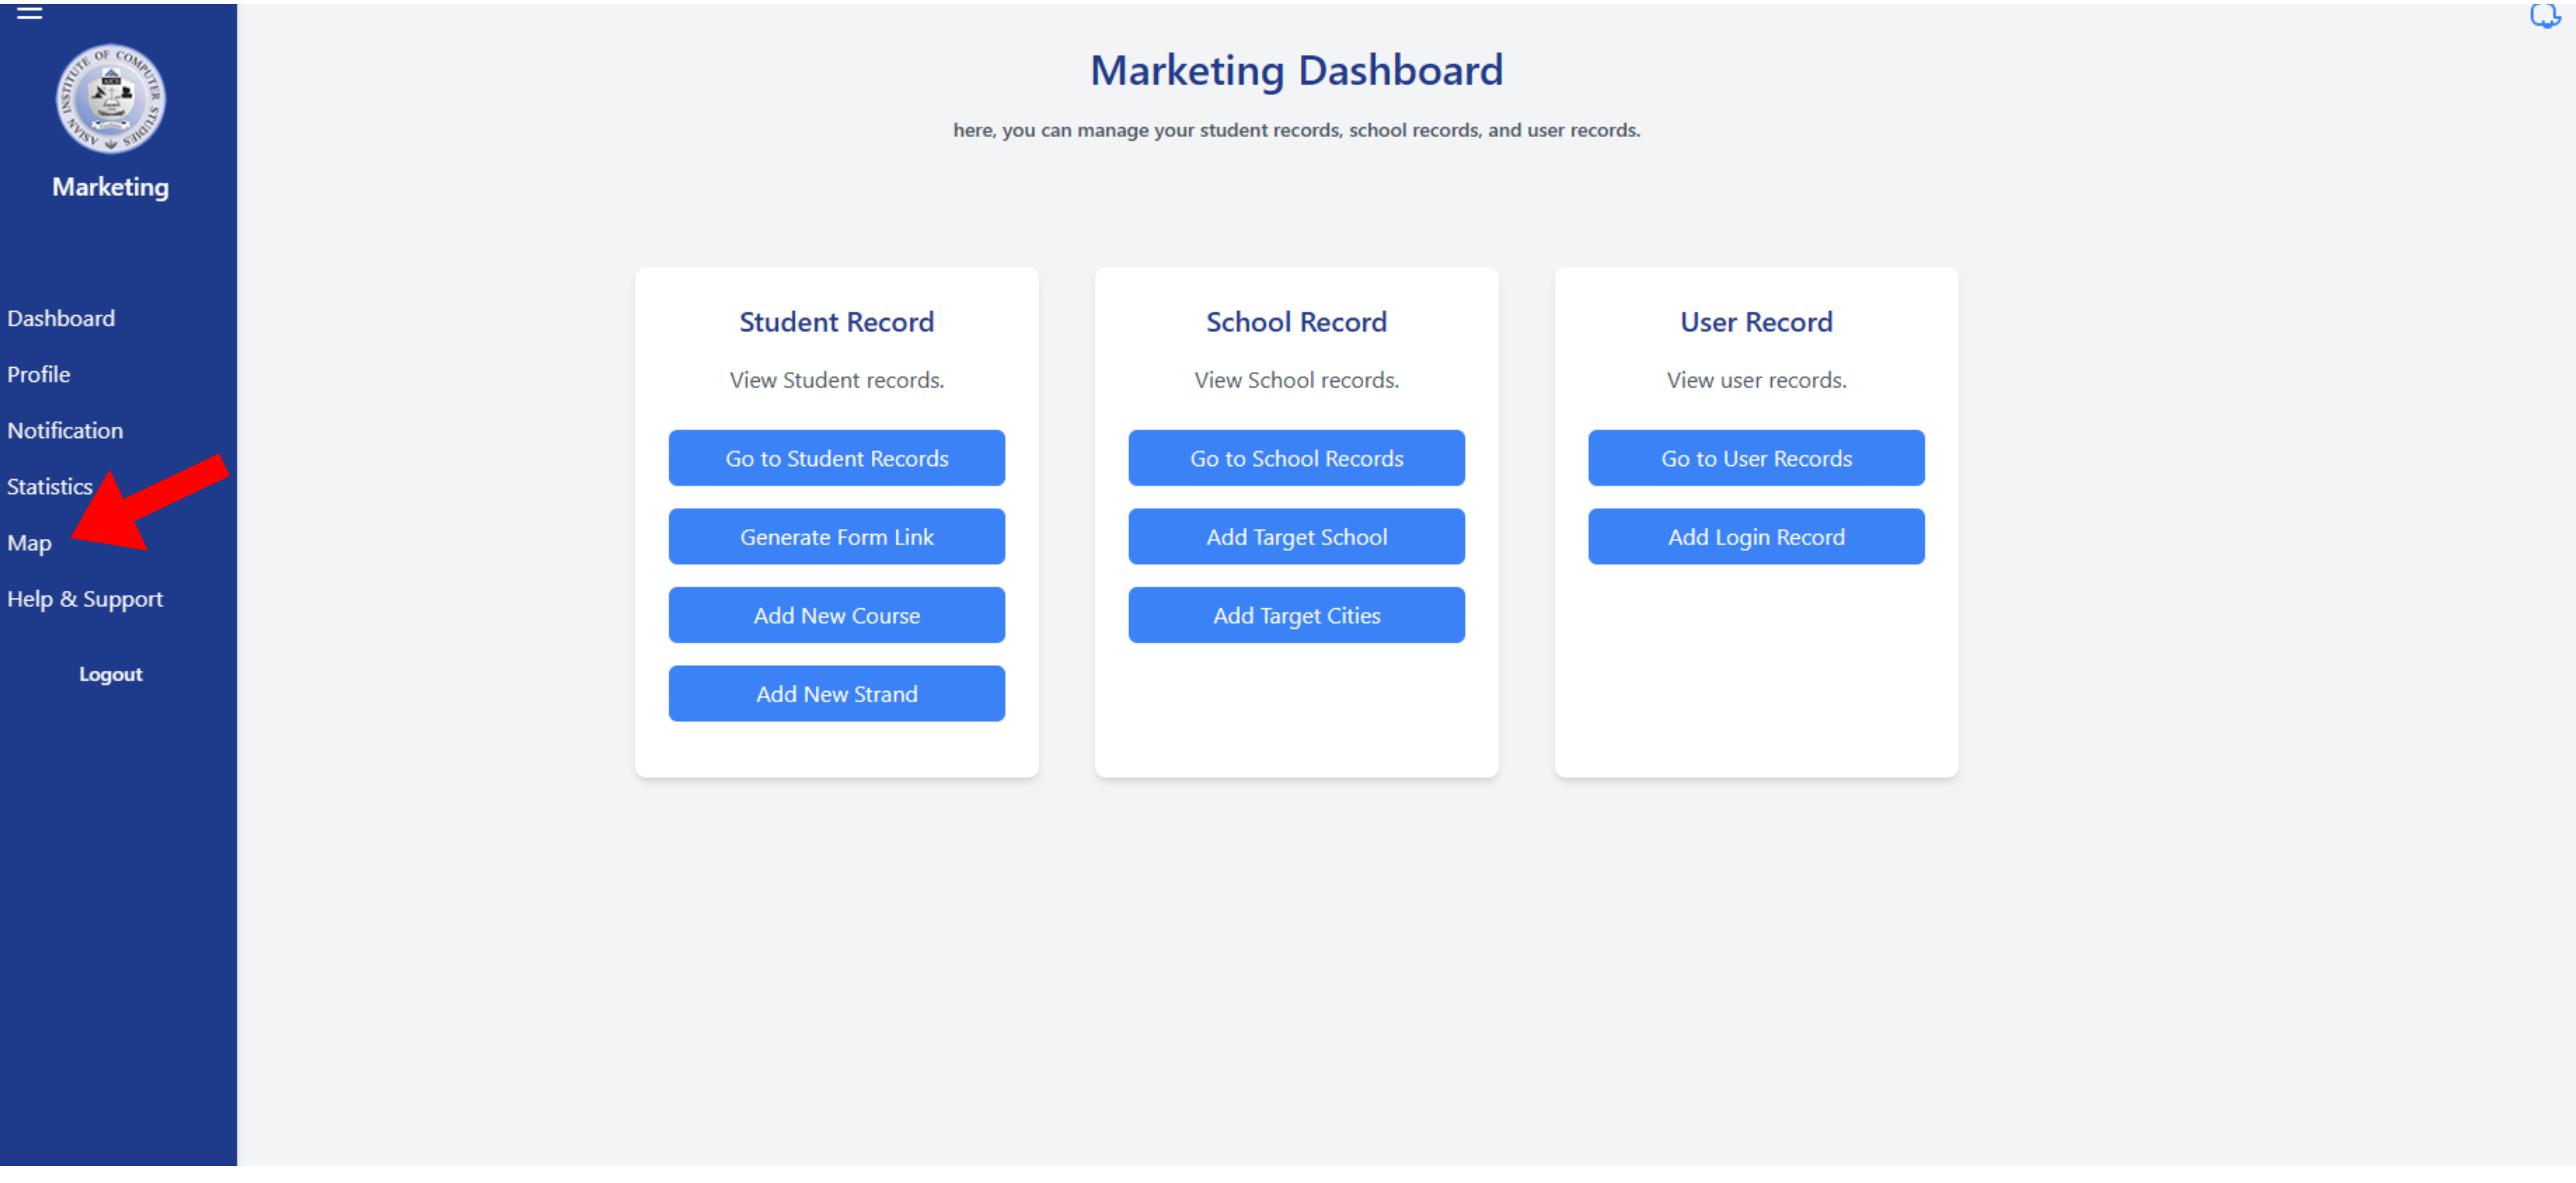 ASIAN INSTITUTE OF COMPUTER STUDIES
Marketing
Dashboard
Profile
Notification
Statistics
Map
Help & Support
Logout
Marketing Dashboard
here, you can manage your student records, school records, and user records.
Student Record
View Student records.
Go to Student Records
Generate Form Link
Add New Course
Add New Strand
School Record
View School records.
Go to School Records
Add Target School
Add Target Cities
User Record
View user records.
Go to User Records
Add Login Record